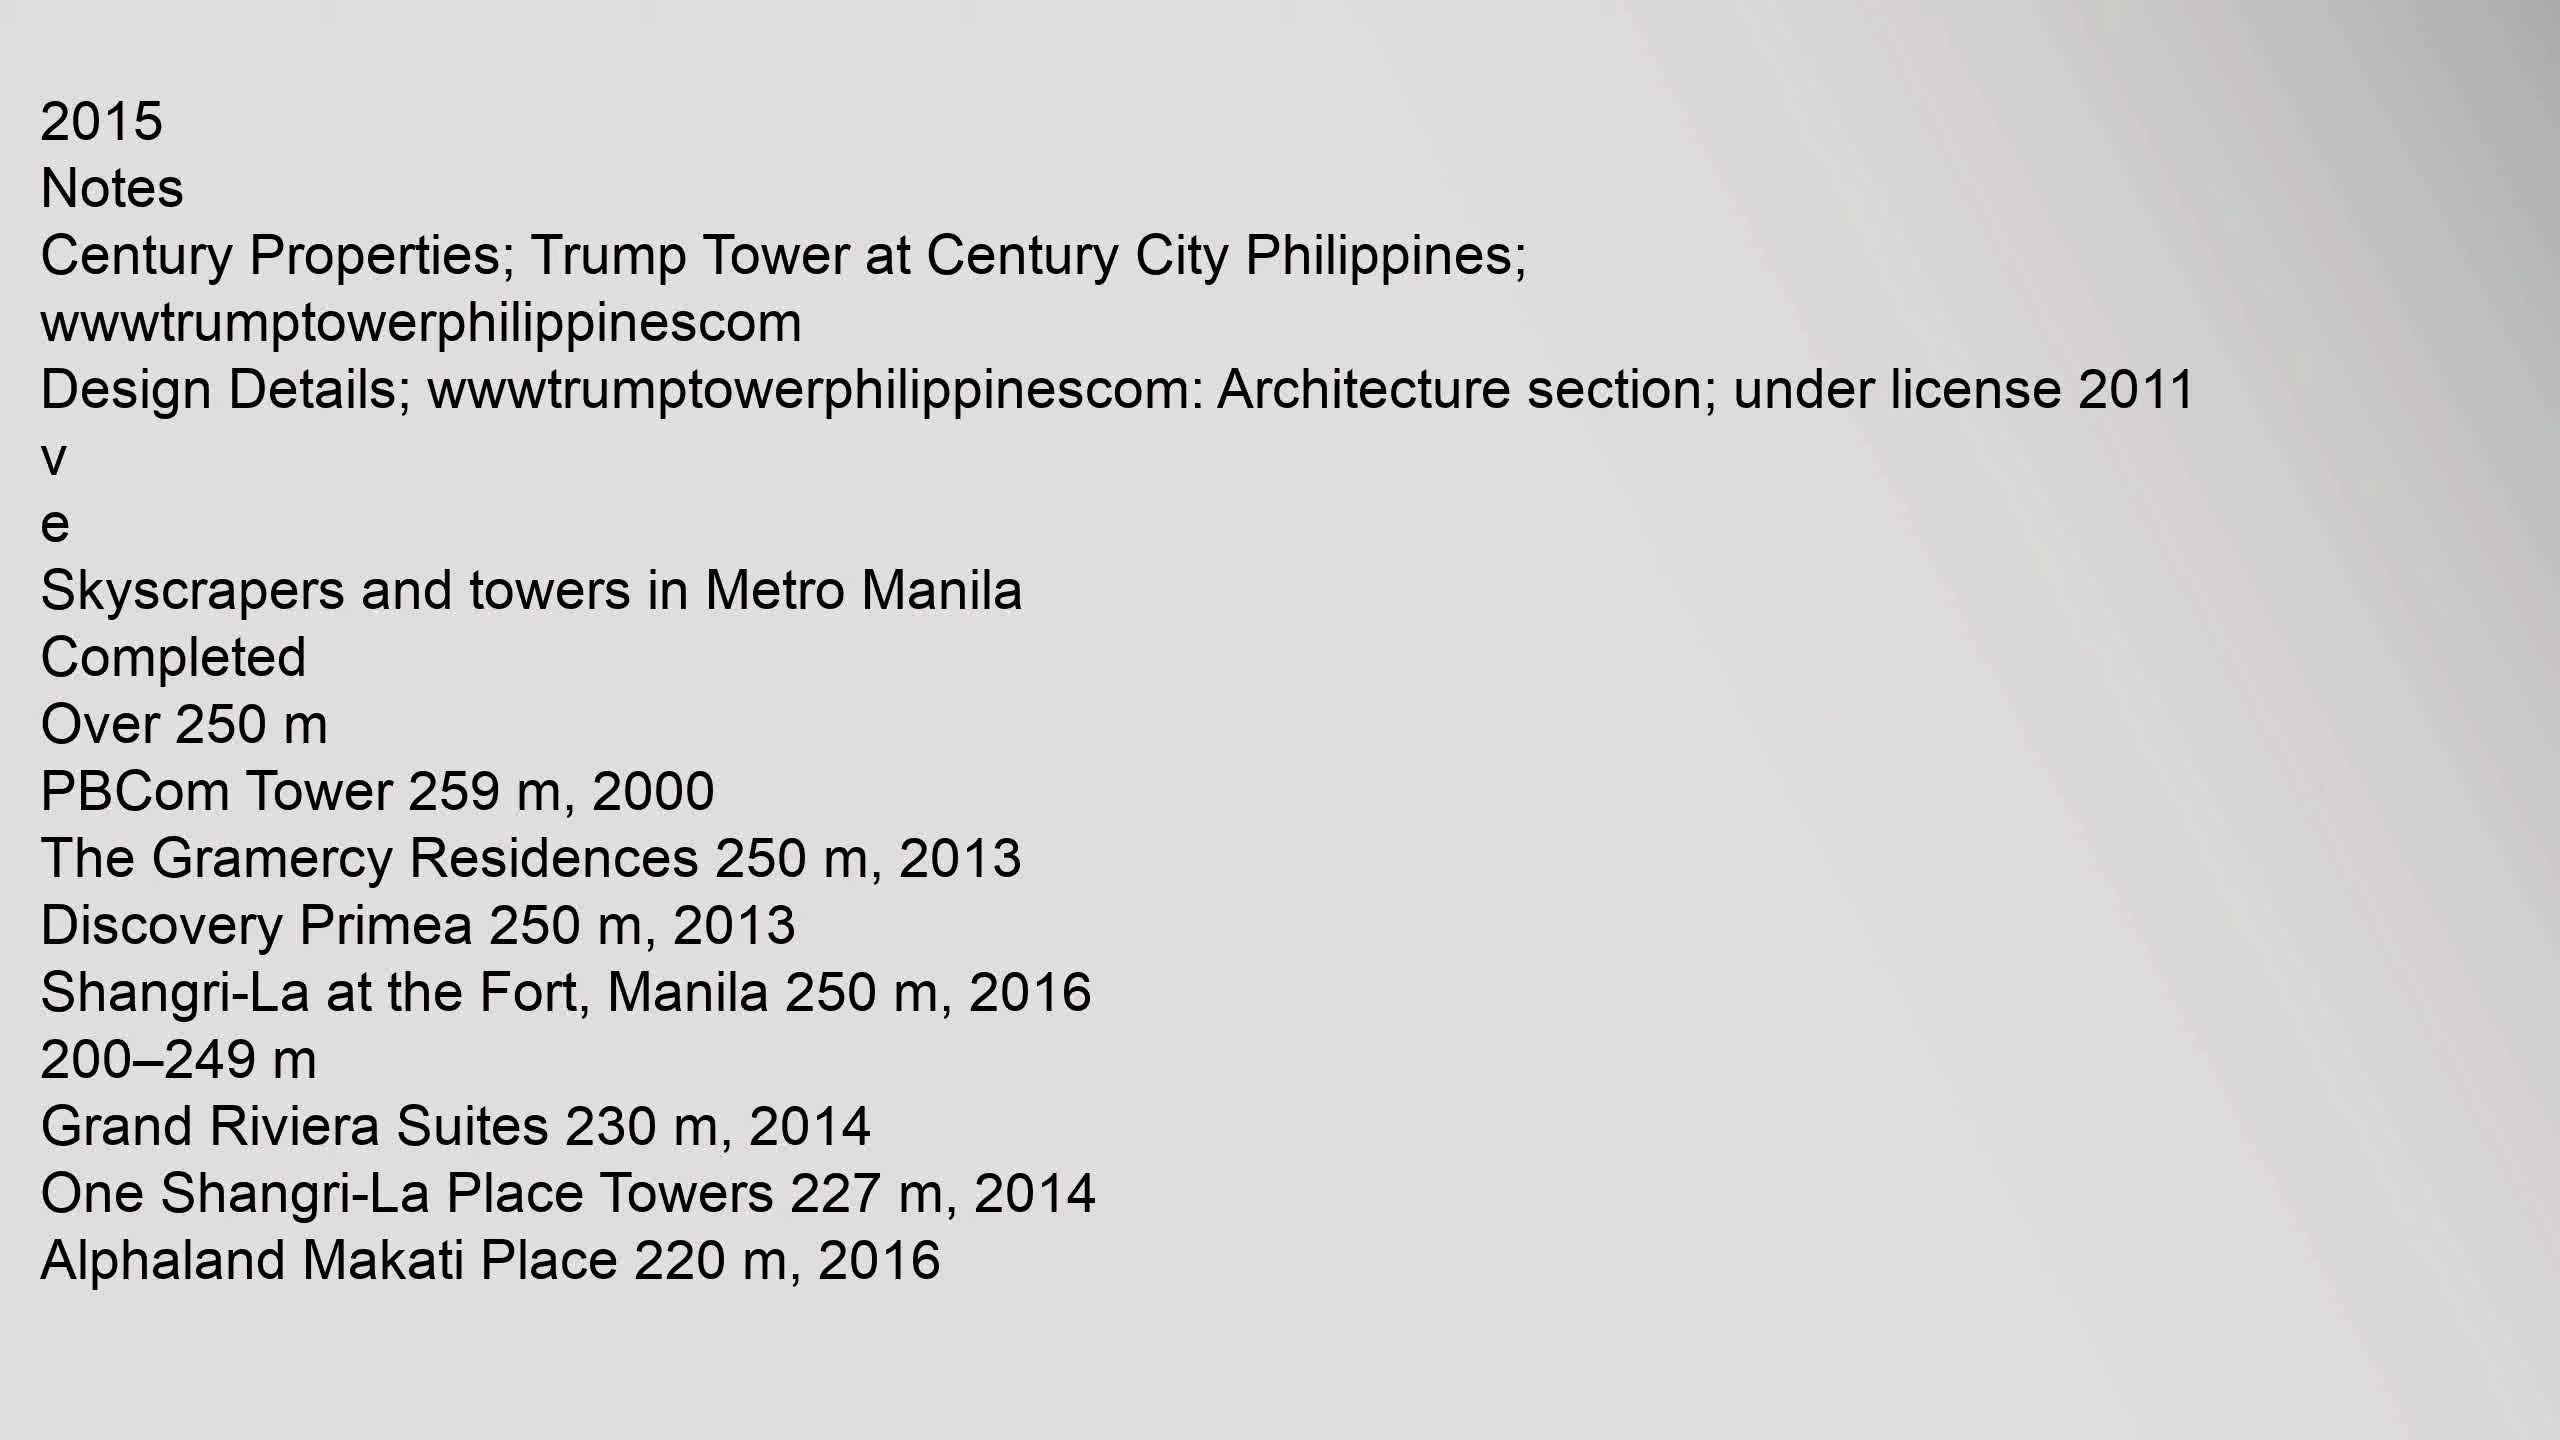 2015
Notes
Century Properties; Trump Tower at Century City Philippines;
wwwtrumptowerphilippinescom
Design Details; wwwtrumptowerphilippinescom: Architecture section; under license 2011
v
e
Skyscrapers and towers in Metro Manila
Completed
Over 250 m
PBCom Tower 259 m, 2000
The Gramercy Residences 250 m, 2013
Discovery Primea 250 m, 2013
Shangri-La at the Fort, Manila 250 m, 2016
200–249 m
Grand Riviera Suites 230 m, 2014
One Shangri-La Place Towers 227 m, 2014
Alphaland Makati Place 220 m, 2016